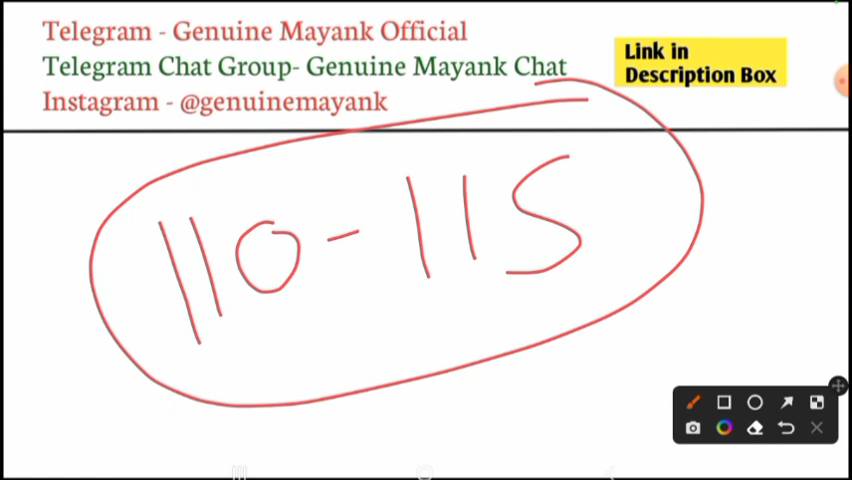 Telegram - Genuine Mayank Official
Telegram Chat Group- Genuine Mayank Chat
Instagram - @genuinemayank
Link in
Description Box
110-115